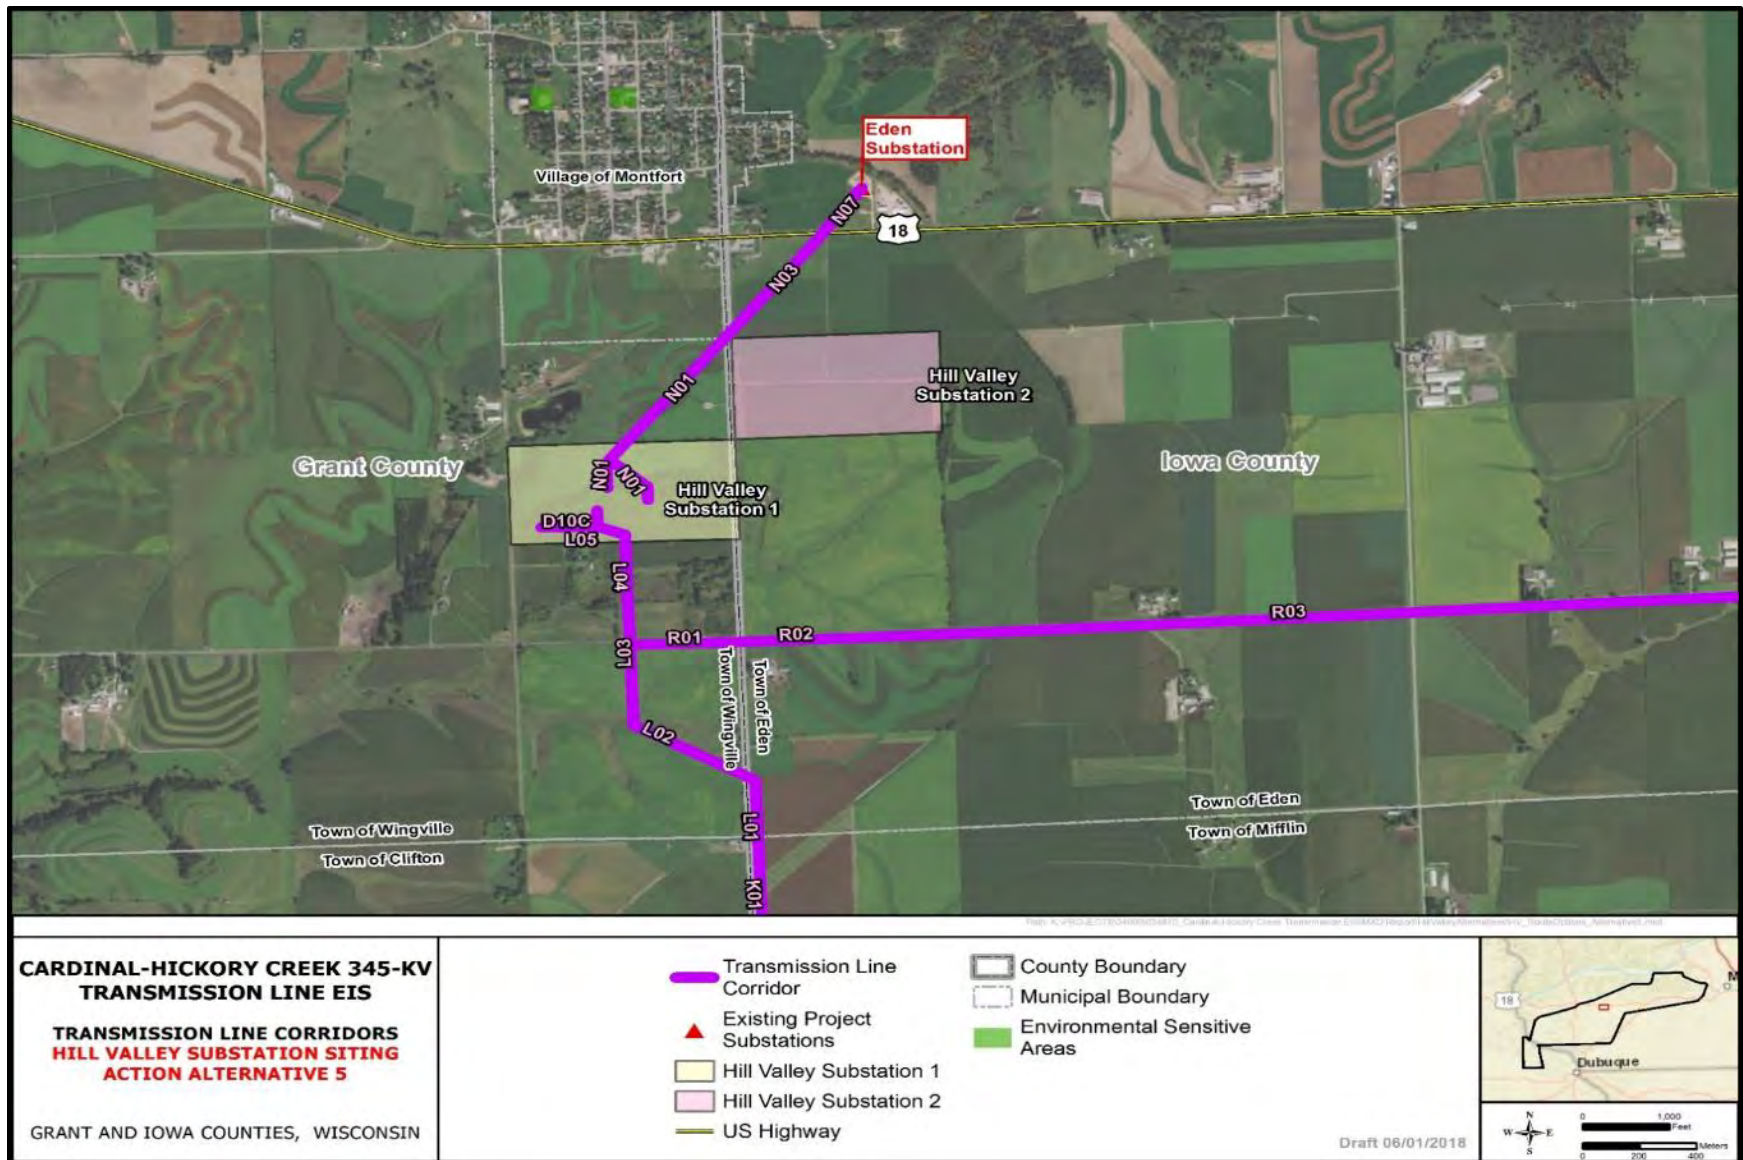 Eden
Substation
Village of Montfort
N07
18
N03
N01
Hill Valley
Substation 2
Grant County
Iowa County
N01
N01
Hill Valley
Substation 1
D10C
L05
L04
R03
R01
R02
L03
Town of Wingville
Town of Eden
L02
Town of Eden
L01
Town of Wingville
Town of Mifflin
Town of Clifton
K01
CARDINAL-HICKORY CREEK 345-KV
TRANSMISSION LINE EIS
TRANSMISSION LINE CORRIDORS
HILL VALLEY SUBSTATION SITING
ACTION ALTERNATIVE 5
GRANT AND IOWA COUNTIES, WISCONSIN
Transmission Line
Corridor
Existing Project
Substations
Hill Valley Substation 1
Hill Valley Substation 2
US Highway
County Boundary
Municipal Boundary
Environmental Sensitive
Areas
Draft 06/01/2018
18
M
Dubuque
N
W E
S
0 1,000
Feet
Meters
0 200 400